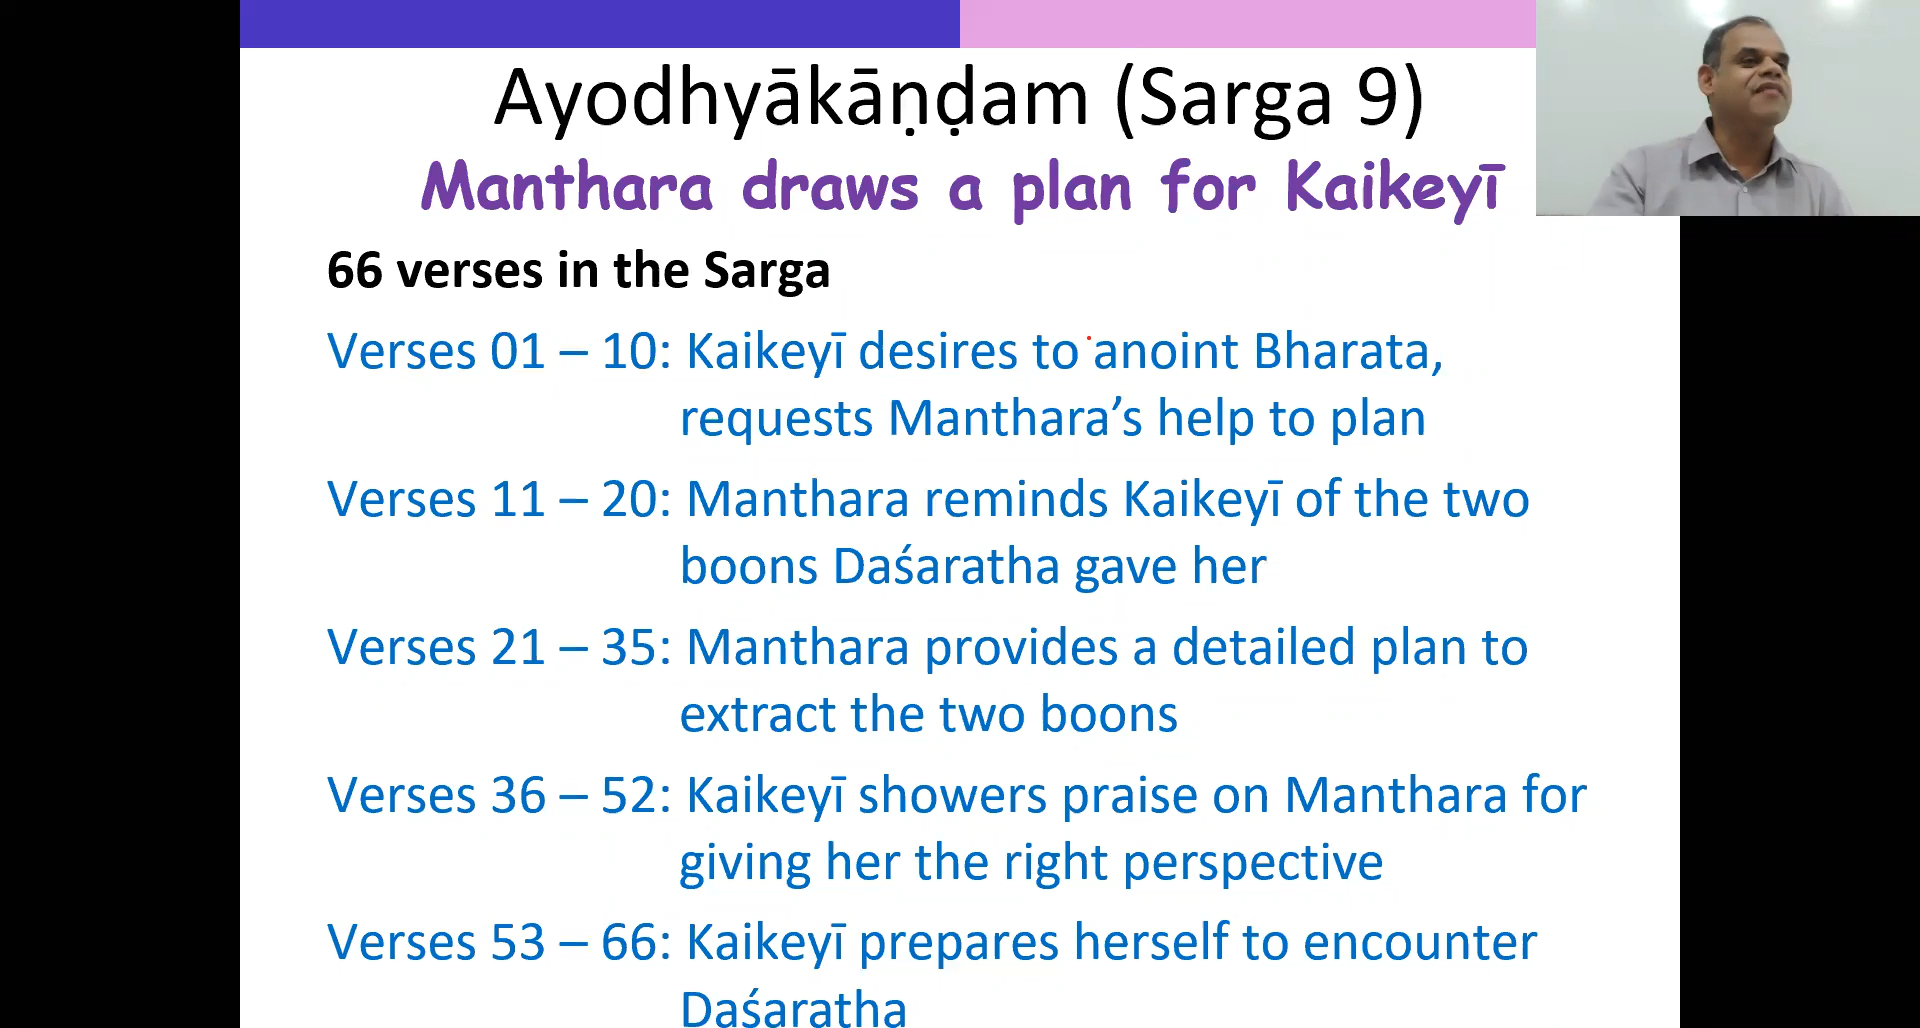 Ayodhyākāṇḍam (Sarga 9)
Manthara draws a plan for Kaikeyī
66 verses in the Sarga
Verses 01 – 10: Kaikeyī desires to anoint Bharata,
requests Manthara’s help to plan
Verses 11 – 20: Manthara reminds Kaikeyī of the two
boons Daśaratha gave her
Verses 21 – 35: Manthara provides a detailed plan to
extract the two boons
Verses 36 – 52: Kaikeyī showers praise on Manthara for
giving her the right perspective
Verses 53 – 66: Kaikeyī prepares herself to encounter
Daśaratha